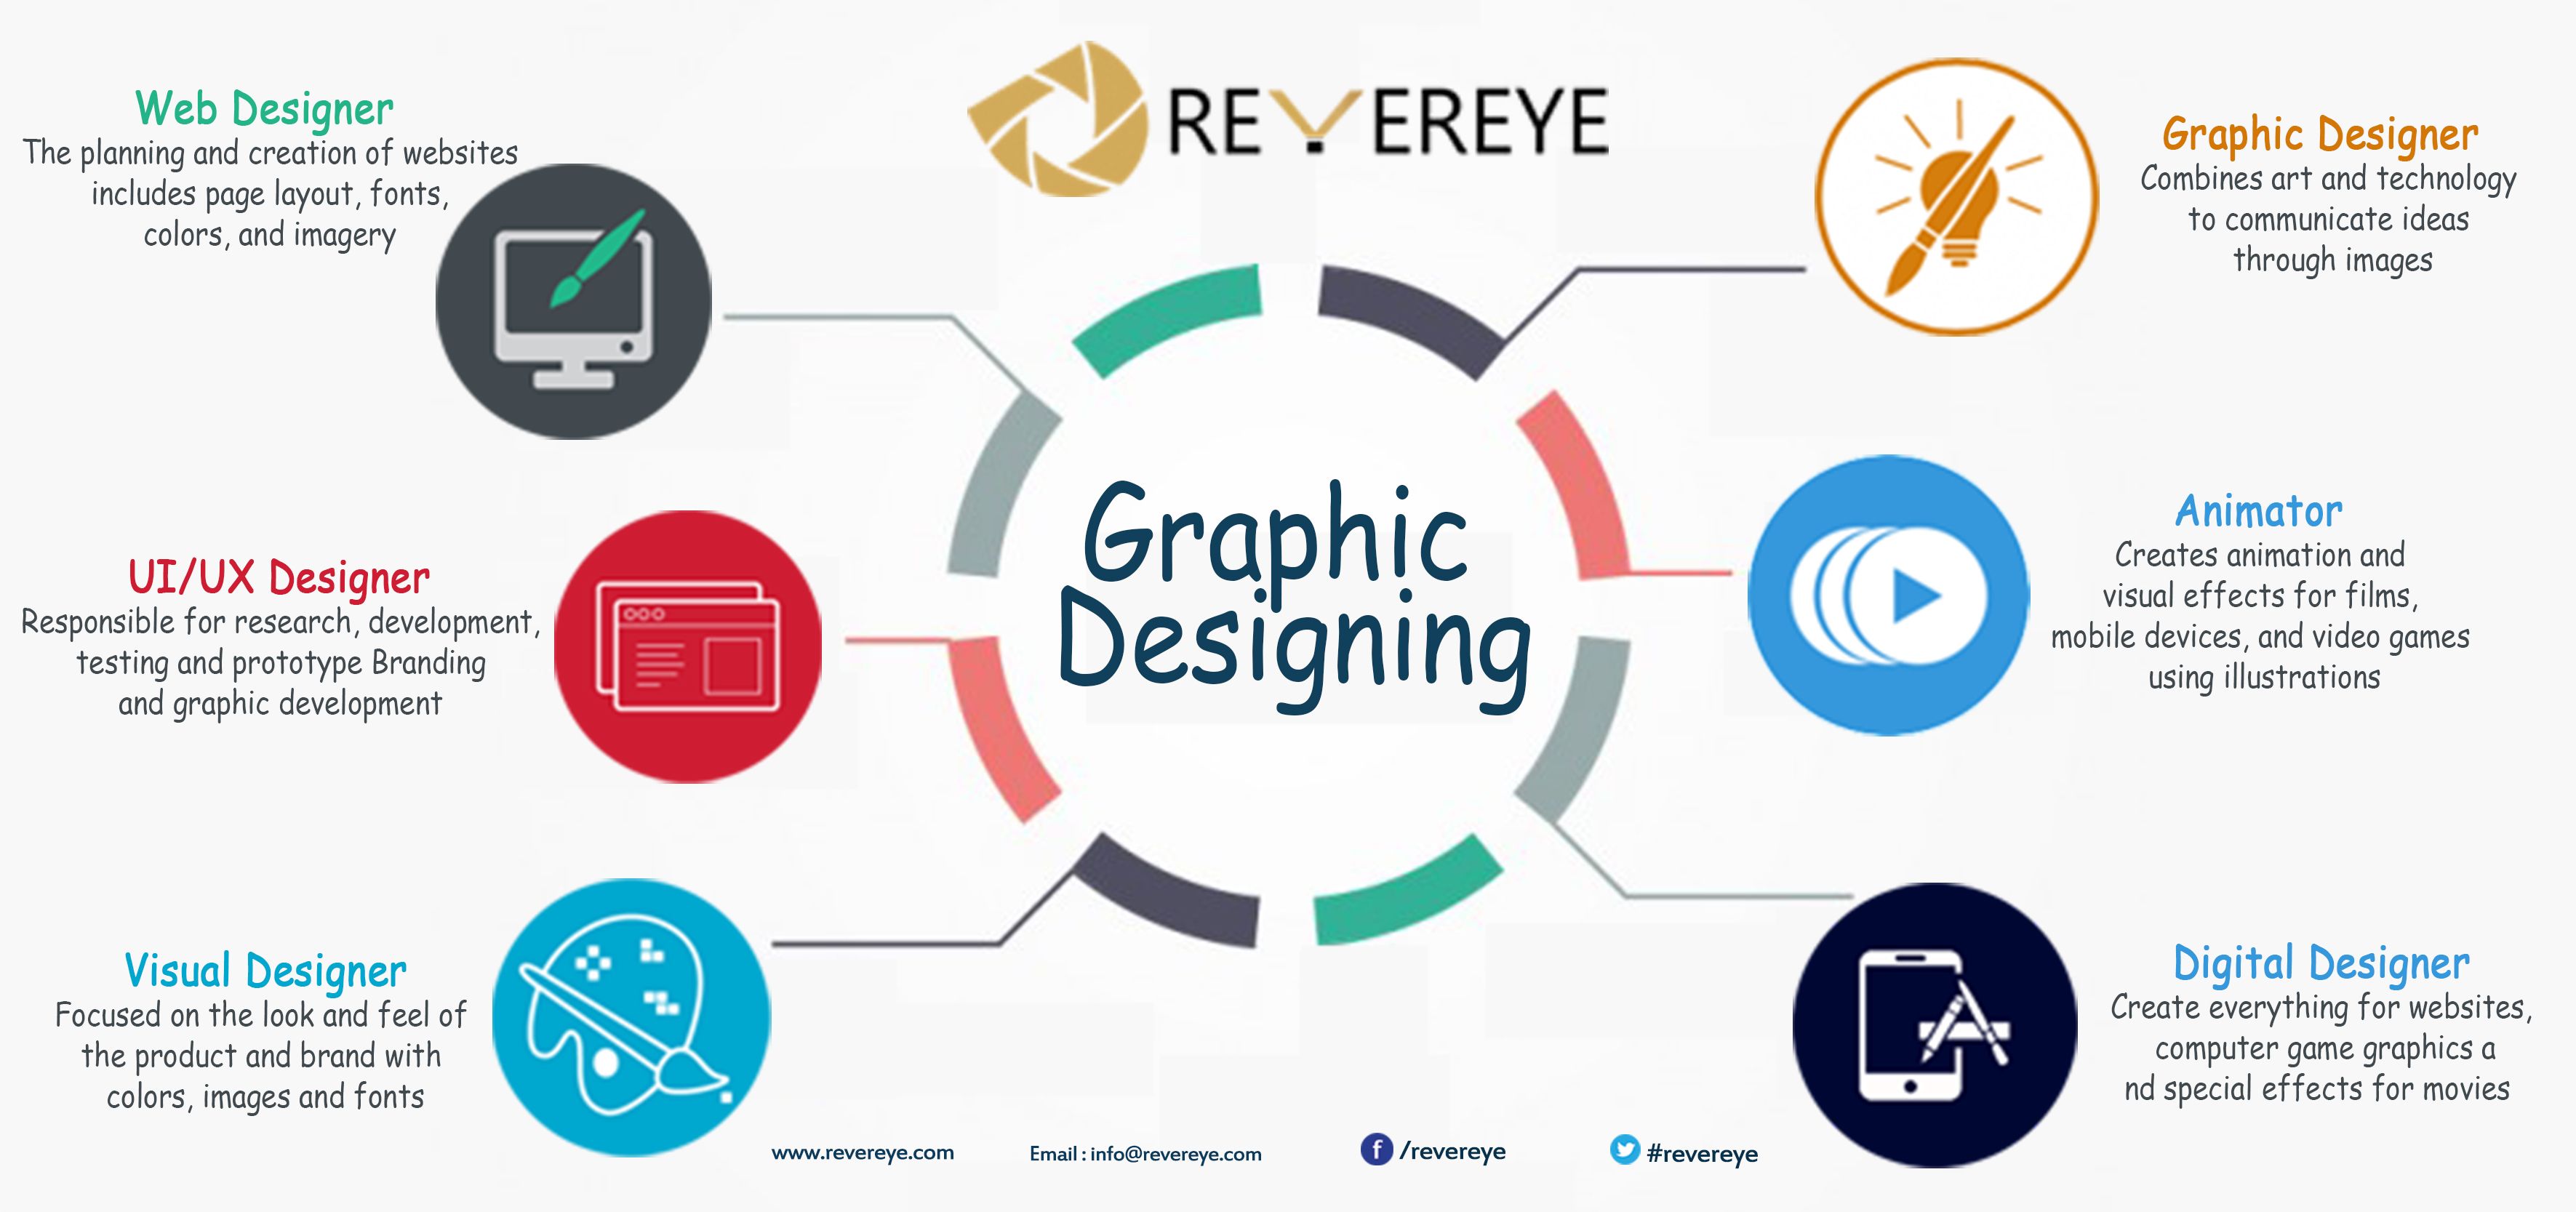 REVEREYE
Web Designer
The planning and creation of websites
includes page layout, fonts,
colors, and imagery
UI/UX Designer
Responsible for research, development,
testing and prototype Branding
and graphic development
Visual Designer
Focused on the look and feel of
the product and brand with
colors, images and fonts
Graphic
Designing
Graphic Designer
Combines art and technology
to communicate ideas
through images
Animator
Creates animation and
visual effects for films,
mobile devices, and video games
using illustrations
Digital Designer
Create everything for websites,
computer game graphics a
nd special effects for movies
www.revereye.com
Email : info@revereye.com
f /revereye
#revereye